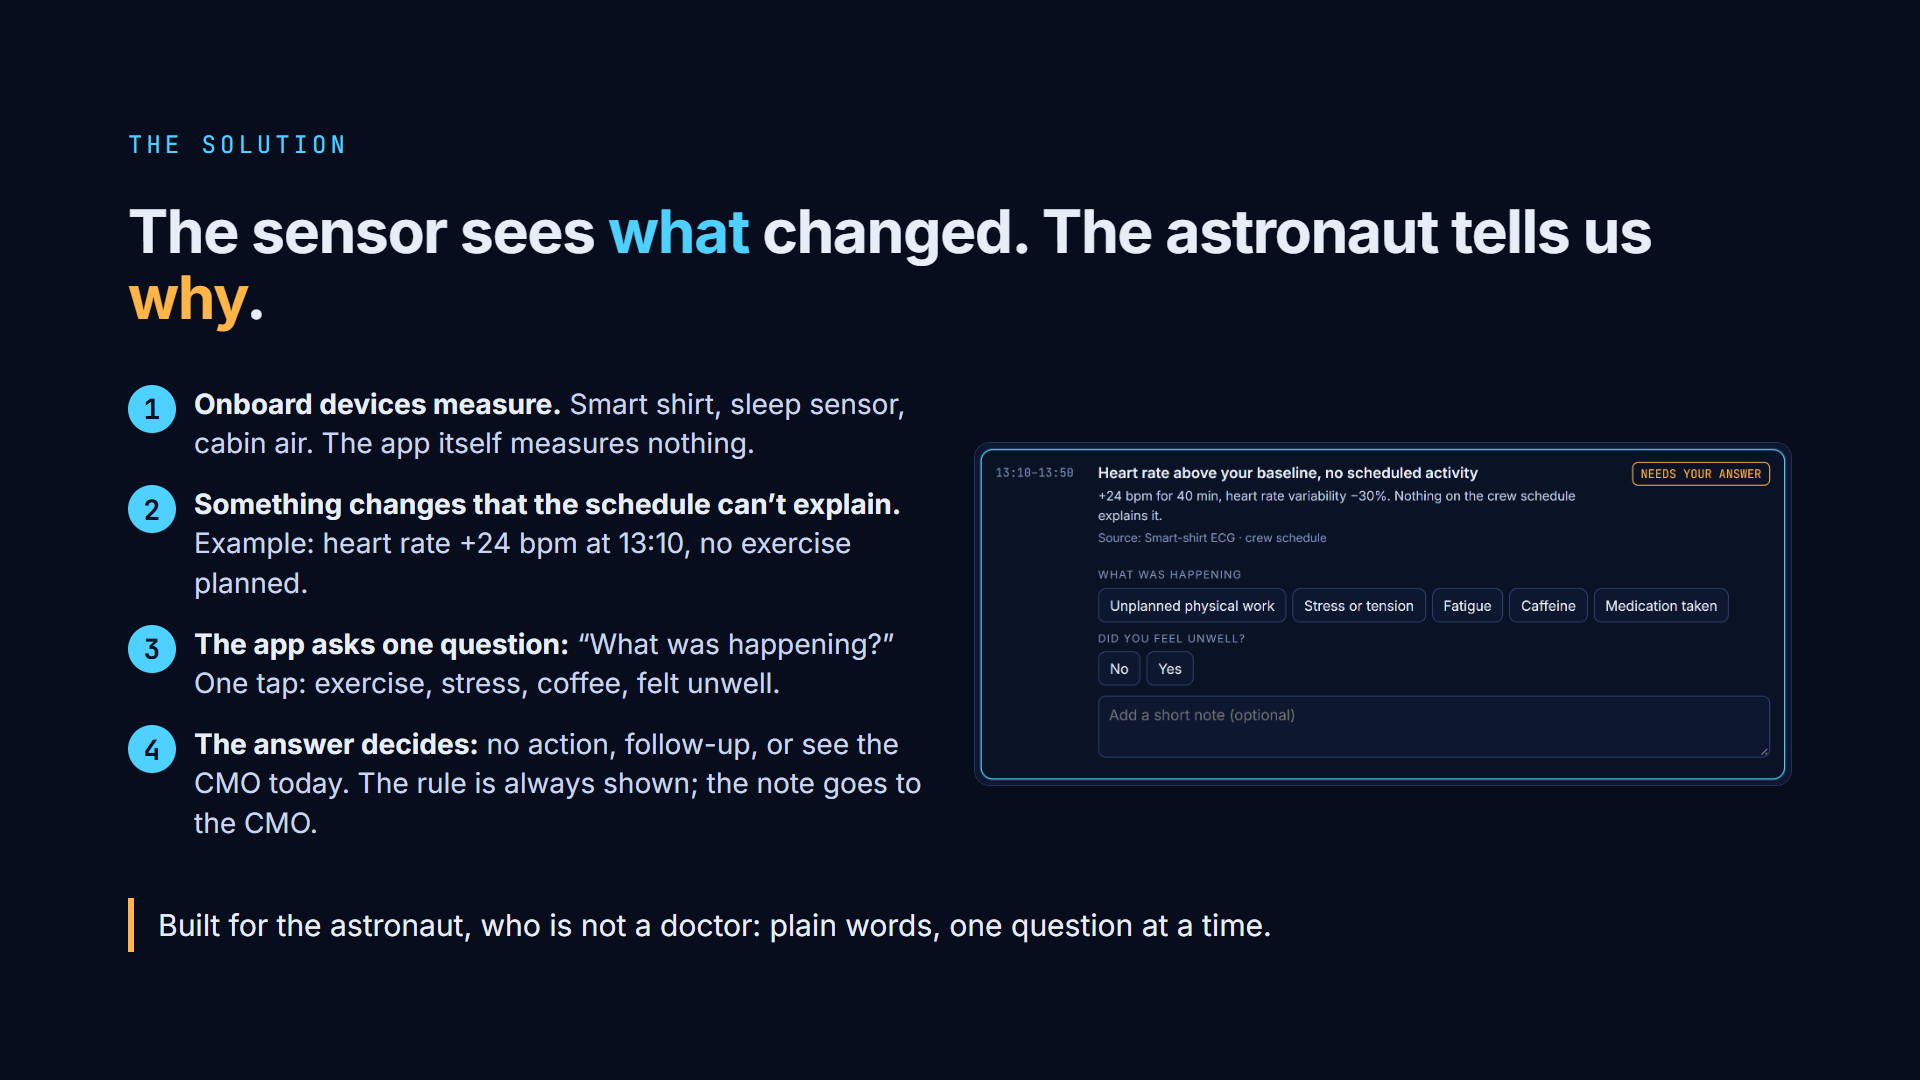 THE SOLUTION
The sensor sees what changed. The astronaut tells us
why.
1
Onboard devices measure. Smart shirt, sleep sensor,
cabin air. The app itself measures nothing.
2
Something changes that the schedule can’t explain.
Example: heart rate +24 bpm at 13:10, no exercise
planned.
3
The app asks one question: “What was happening?”
One tap: exercise, stress, coffee, felt unwell.
4
The answer decides: no action, follow-up, or see the
CMO today. The rule is always shown; the note goes to
the CMO.
13:10–13:50
Heart rate above your baseline, no scheduled activity
NEEDS YOUR ANSWER
+24 bpm for 40 min, heart rate variability −30%. Nothing on the crew schedule
explains it.
Source: Smart-shirt ECG · crew schedule
WHAT WAS HAPPENING
Unplanned physical work
Stress or tension
Fatigue
Caffeine
Medication taken
DID YOU FEEL UNWELL?
No
Yes
Add a short note (optional)
Built for the astronaut, who is not a doctor: plain words, one question at a time.